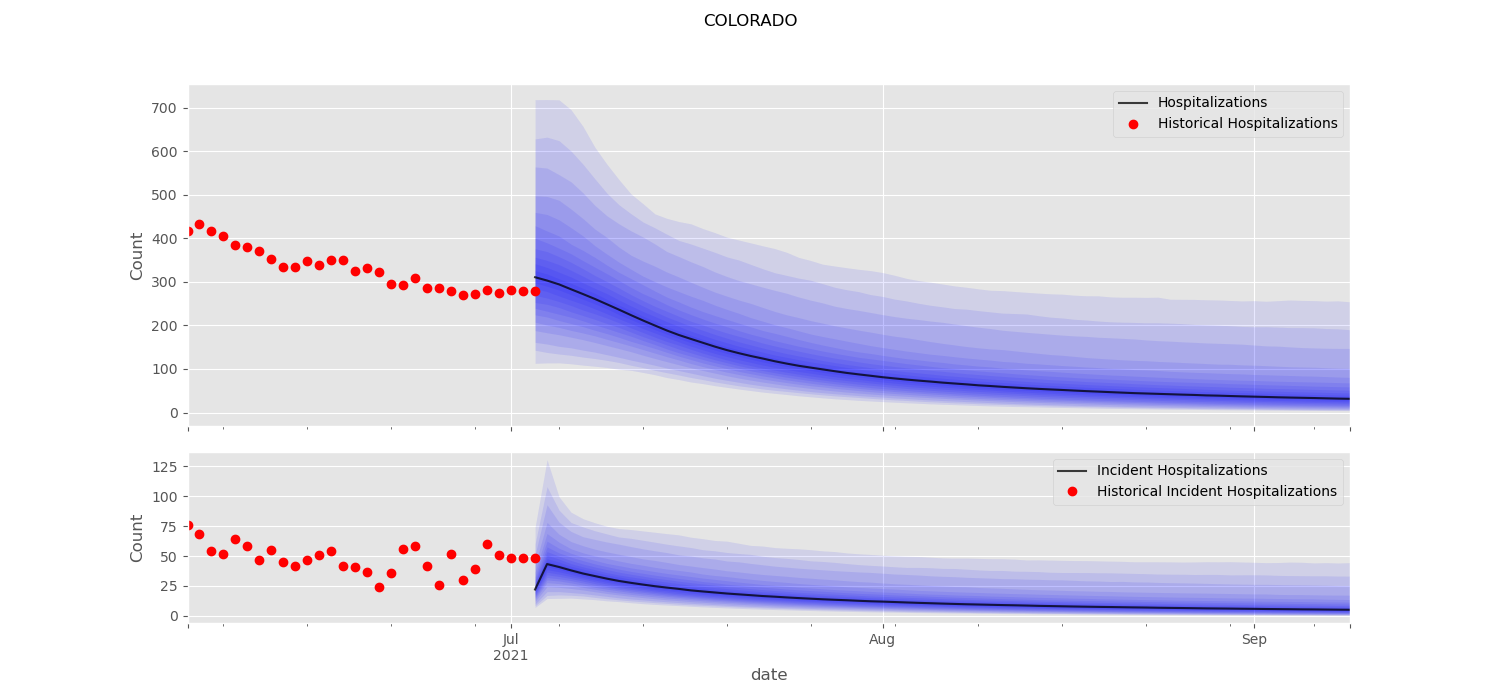 COLORADO
700
600
500
400
300
200
100
0
Count
Hospitalizations
Historical Hospitalizations
125
100
75
50
25
0
Count
Incident Hospitalizations
Historical Incident Hospitalizations
Jul
2021
Aug
Sep
date